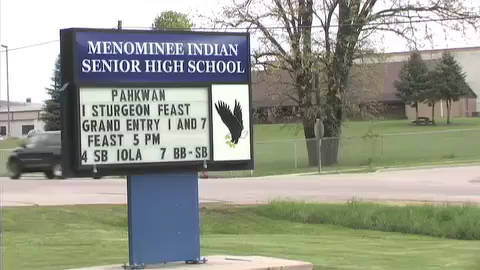 MENOMINEE INDIAN
SENIOR HIGH SCHOOL
PAHKWAN
1 STURGEON FEAST
GRAND ENTRY 1 AND 7
FEAST 5 PM
4 SB IOLA 7 BB-SB